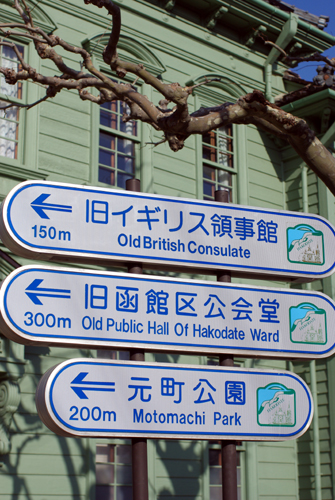 旧イギリス領事館
150m Old British Consulate
旧函館区公会堂
300m Old Public Hall Of Hakodate Ward
元町公園
200m Motomachi Park